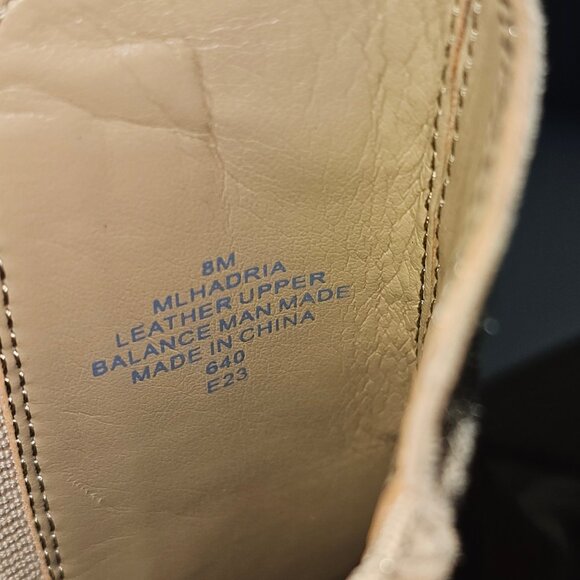 8M
MLHADRIA
LEATHER UPPER
BALANCE MAN MADE
MADE IN CHINA
640
E23